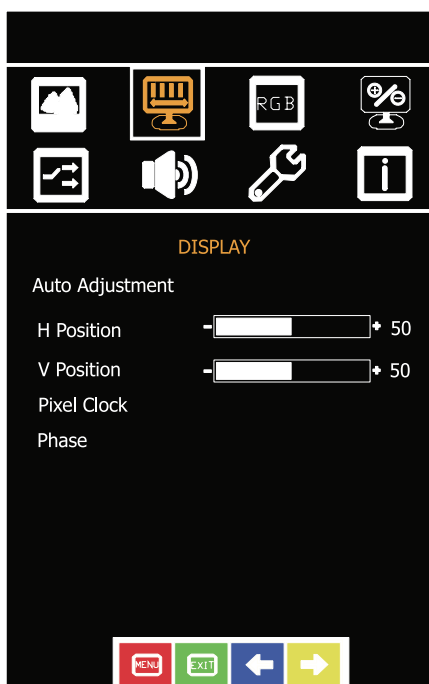 RGB
DISPLAY
Auto Adjustment
H Position - + 50
V Position - + 50
Pixel Clock
Phase
MENU EXIT